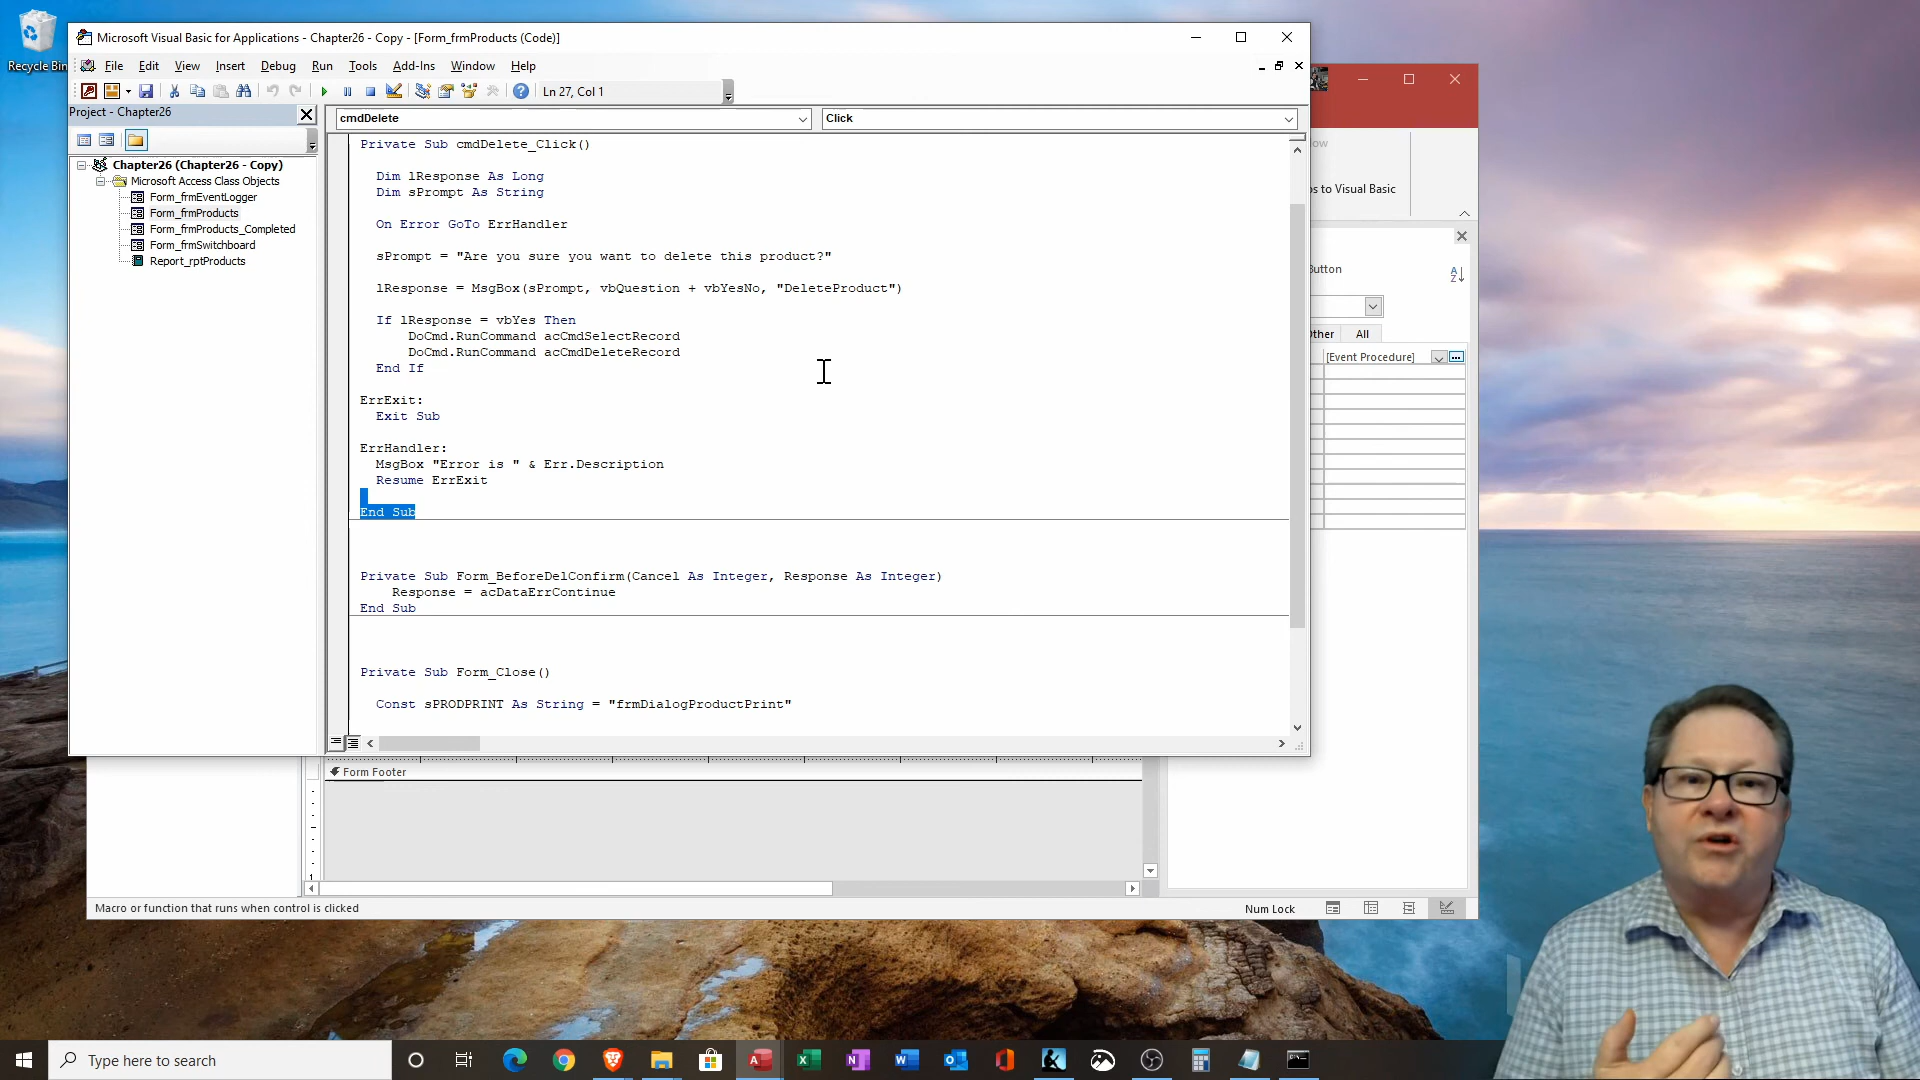 Recycle Bin
Microsoft Visual Basic for Applications - Chapter26 - Copy - [Form_frmProducts (Code)]
File Edit View Insert Debug Run Tools Add-Ins Window Help
Ln 27, Col 1
Project - Chapter26
Chapter26 (Chapter26 - Copy)
Microsoft Access Class Objects
Form_frmEventLogger
Form_frmProducts
Form_frmProducts_Completed
Form_frmSwitchboard
Report_rptProducts
cmdDelete
Click
Private Sub cmdDelete_Click()
Dim lResponse As Long
Dim sPrompt As String
On Error GoTo ErrHandler
sPrompt = "Are you sure you want to delete this product?"
lResponse = MsgBox(sPrompt, vbQuestion + vbYesNo, "DeleteProduct")
If lResponse = vbYes Then
DoCmd.RunCommand acCmdSelectRecord
DoCmd.RunCommand acCmdDeleteRecord
End If
ErrExit:
Exit Sub
ErrHandler:
MsgBox "Error is " & Err.Description
Resume ErrExit
End Sub
Private Sub Form_BeforeDelConfirm(Cancel As Integer, Response As Integer)
Response = acDataErrContinue
End Sub
Private Sub Form_Close()
Const sPRODPRINT As String = "frmDialogProductPrint"
ow
os to Visual Basic
Button
Other All
[Event Procedure]
Form Footer
Macro or function that runs when control is clicked
Num Lock
Type here to search